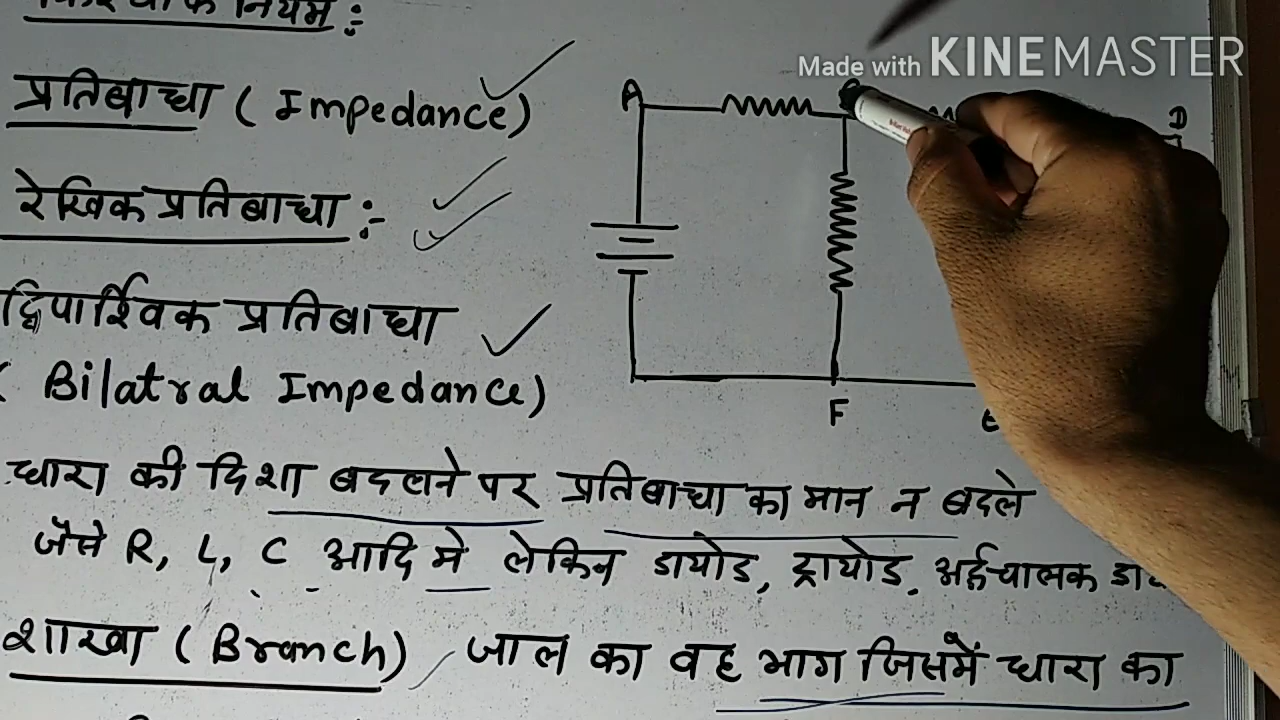 के नियम :-
Made with KINEMASTER
प्रतिबाधा ( Impedance)
A
D
रेखिक प्रतिबाधा :-
द्विपार्श्विक प्रतिबाधा
( Bilatral Impedance)
F
E
धारा की दिशा बदलने पर प्रतिबाधा का मान न बदले
जैसे R, L, C आदि मे लेकिन डायोड, ट्रायोड, अर्द्धचालक
शाखा ( Branch) जाल का वह भाग जिसमें धारा का